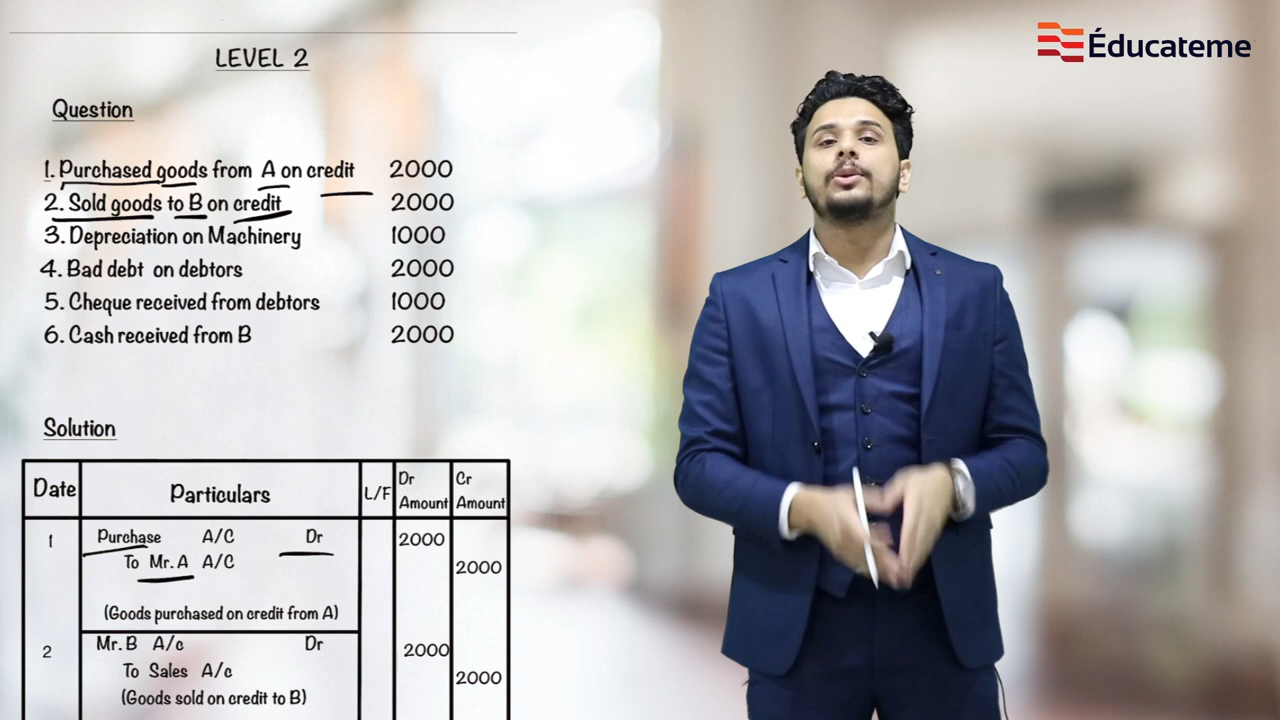 Éducateme
LEVEL 2
Question
1. Purchased goods from A on credit 2000
2. Sold goods to B on credit 2000
3. Depreciation on Machinery 1000
4. Bad debt on debtors 2000
5. Cheque received from debtors 1000
6. Cash received from B 2000
Solution
Date Particulars L/F Dr Amount Cr Amount
1 Purchase A/C Dr 2000
To Mr. A A/C 2000
(Goods purchased on credit from A)
2 Mr. B A/c Dr 2000
To Sales A/c 2000
(Goods sold on credit to B)